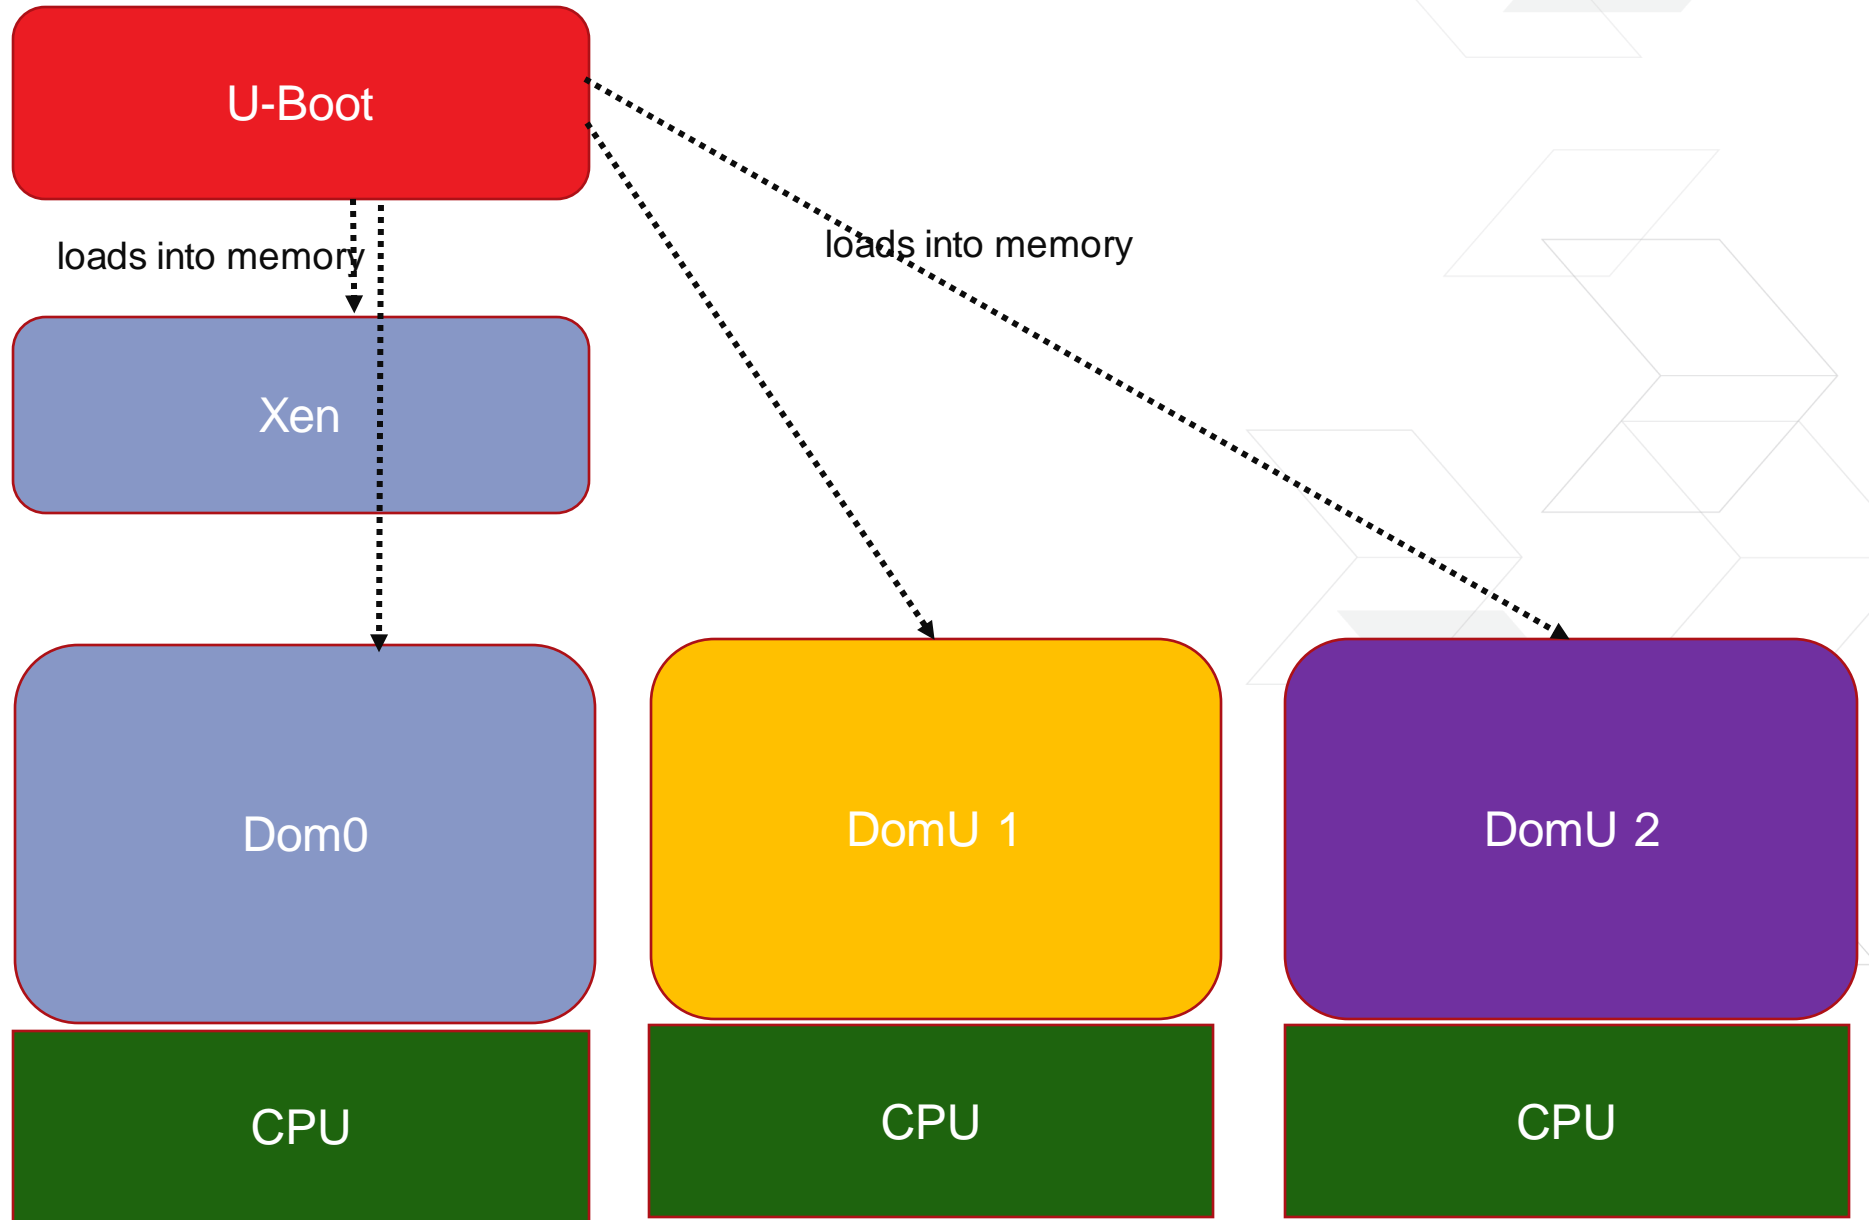 U-Boot
loads into memory
loads into memory
Xen
Dom0
DomU 1
DomU 2
CPU
CPU
CPU